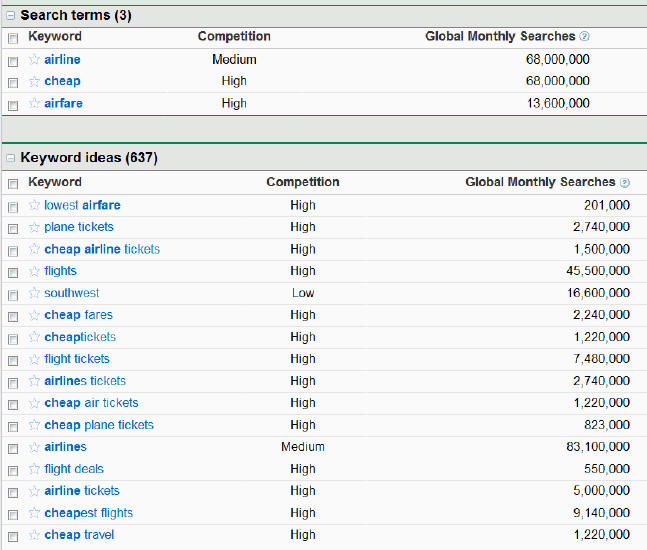 Search terms (3)
Keyword Competition Global Monthly Searches ?
airline Medium 68,000,000
cheap High 68,000,000
airfare High 13,600,000
Keyword ideas (637)
Keyword Competition Global Monthly Searches ?
lowest airfare High 201,000
plane tickets High 2,740,000
cheap airline tickets High 1,500,000
flights High 45,500,000
southwest Low 16,600,000
cheap fares High 2,240,000
cheaptickets High 1,220,000
flight tickets High 7,480,000
airlines tickets High 2,740,000
cheap air tickets High 1,220,000
cheap plane tickets High 823,000
airlines Medium 83,100,000
flight deals High 550,000
airline tickets High 5,000,000
cheapest flights High 9,140,000
cheap travel High 1,220,000